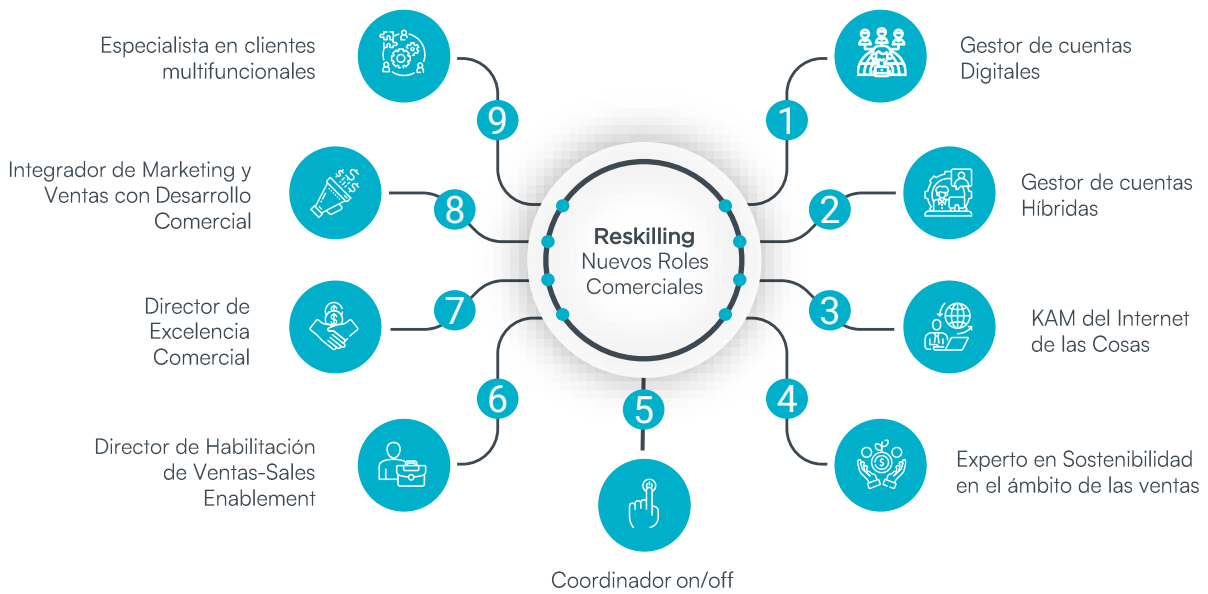 Reskilling
Nuevos Roles
Comerciales
1
Gestor de cuentas
Digitales
2
Gestor de cuentas
Híbridas
3
KAM del Internet
de las Cosas
4
Experto en Sostenibilidad
en el ámbito de las ventas
5
Coordinador on/off
6
Director de Habilitación
de Ventas-Sales
Enablement
7
Director de
Excelencia
Comercial
8
Integrador de Marketing y
Ventas con Desarrollo
Comercial
9
Especialista en clientes
multifuncionales